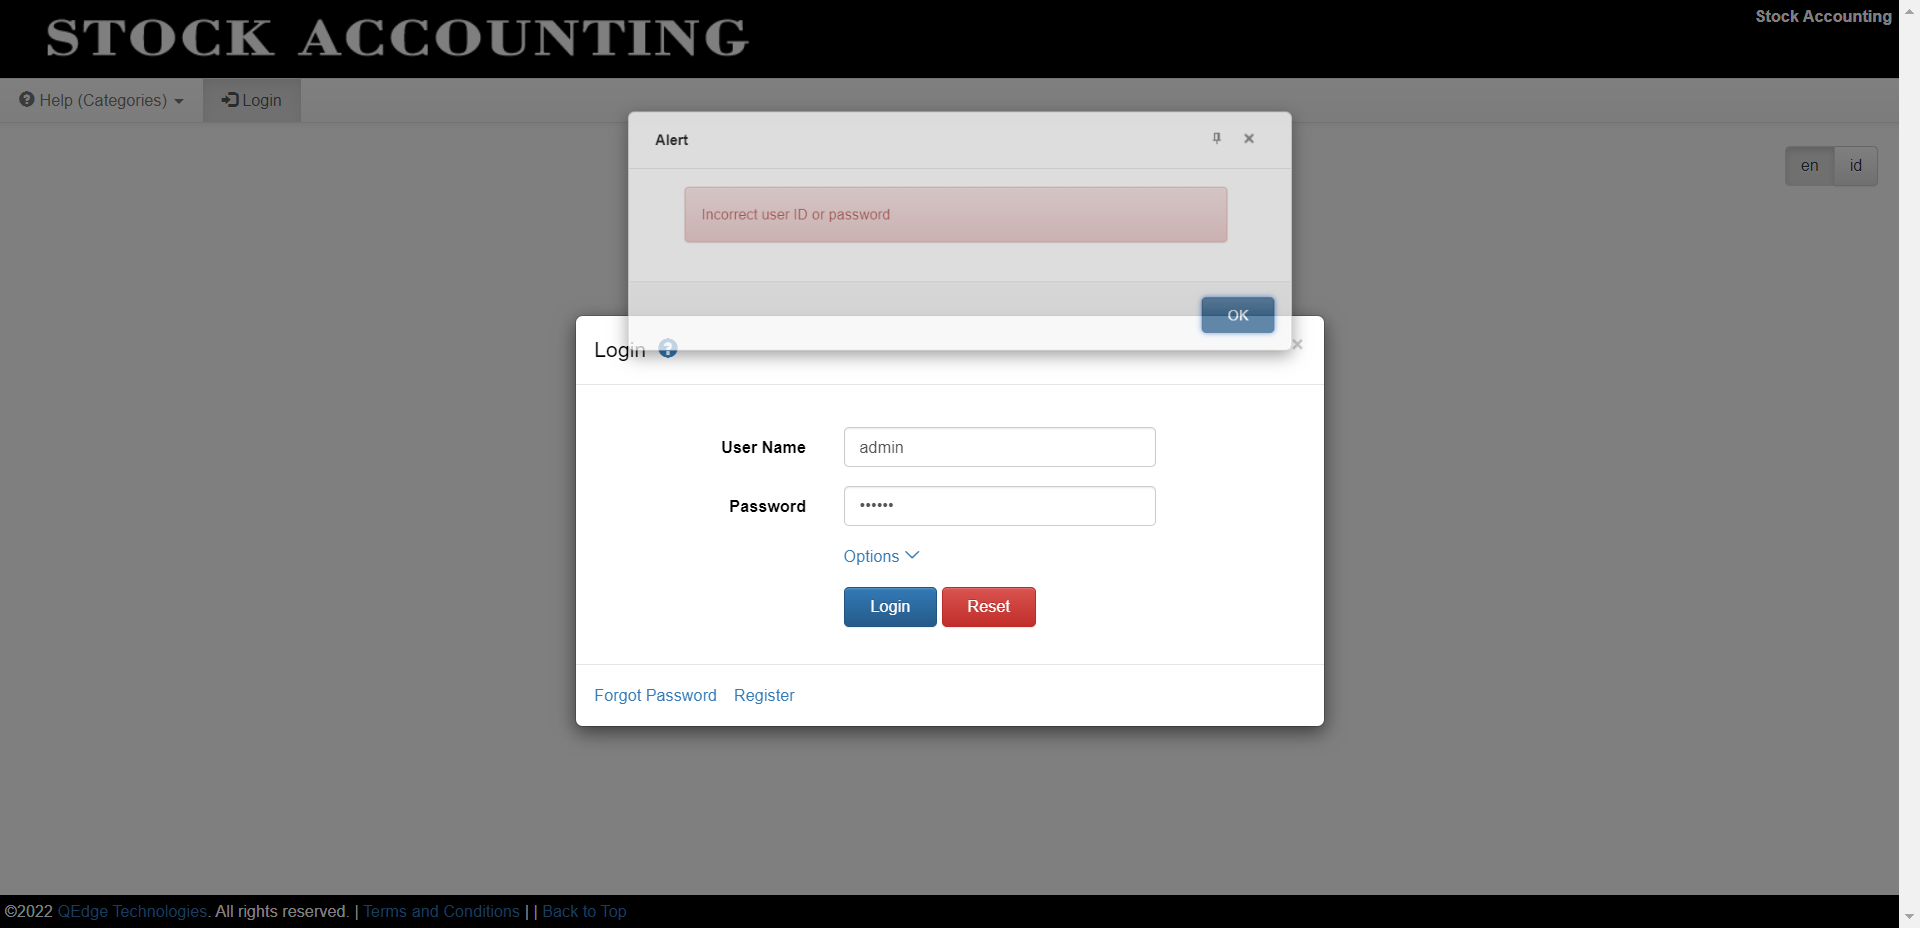 STOCK ACCOUNTING
Stock Accounting
Help (Categories)
Login
en
id
Alert
Incorrect user ID or password
OK
Login
User Name
admin
Password
••••••
Options
Login
Reset
Forgot Password
Register
©2022 QEdge Technologies. All rights reserved. | Terms and Conditions | | Back to Top